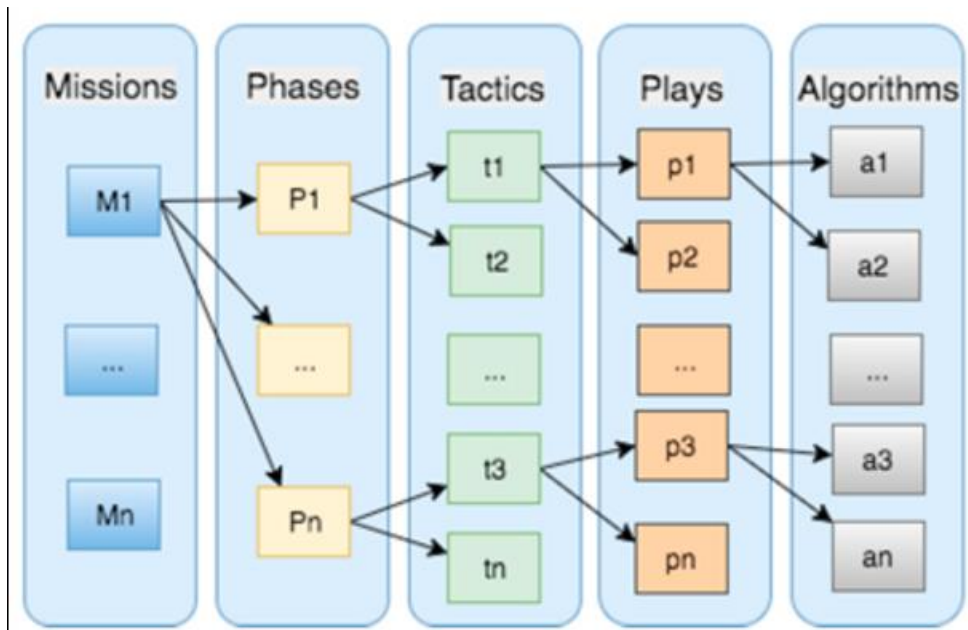 Missions
Phases
Tactics
Plays
Algorithms
M1
P1
t1
p1
a1
t2
p2
a2
...
...
...
...
...
t3
p3
a3
Mn
Pn
tn
pn
an